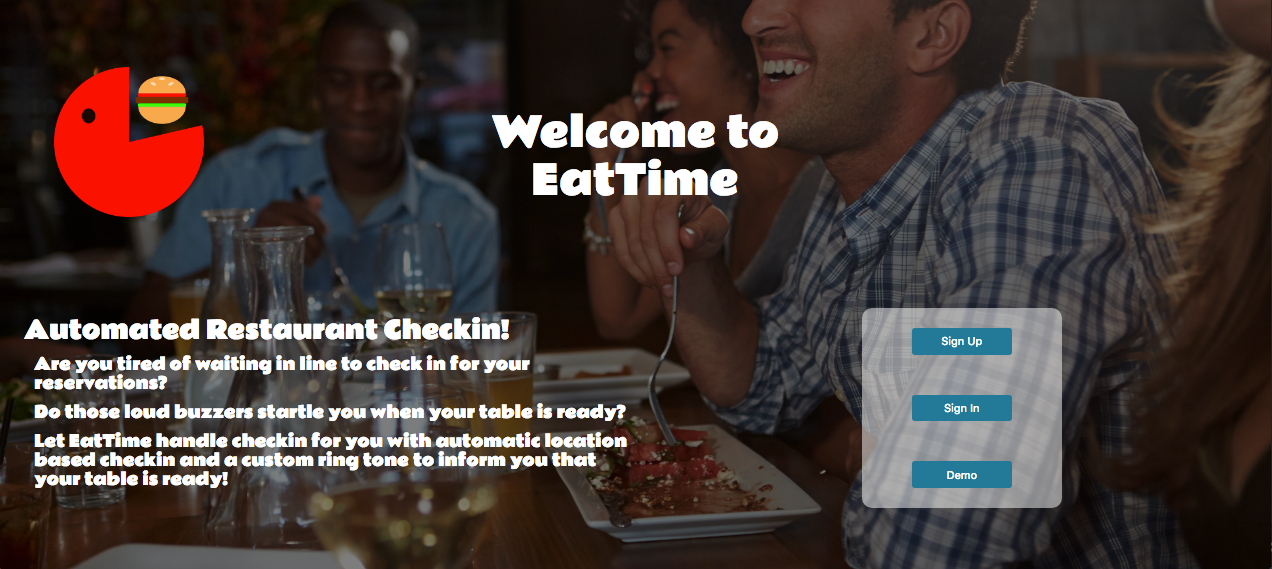 Welcome to
EatTime
Automated Restaurant Checkin!
Are you tired of waiting in line to check in for your
reservations?
Do those loud buzzers startle you when your table is ready?
Let EatTime handle checkin for you with automatic location
based checkin and a custom ring tone to inform you that
your table is ready!
Sign Up
Sign In
Demo